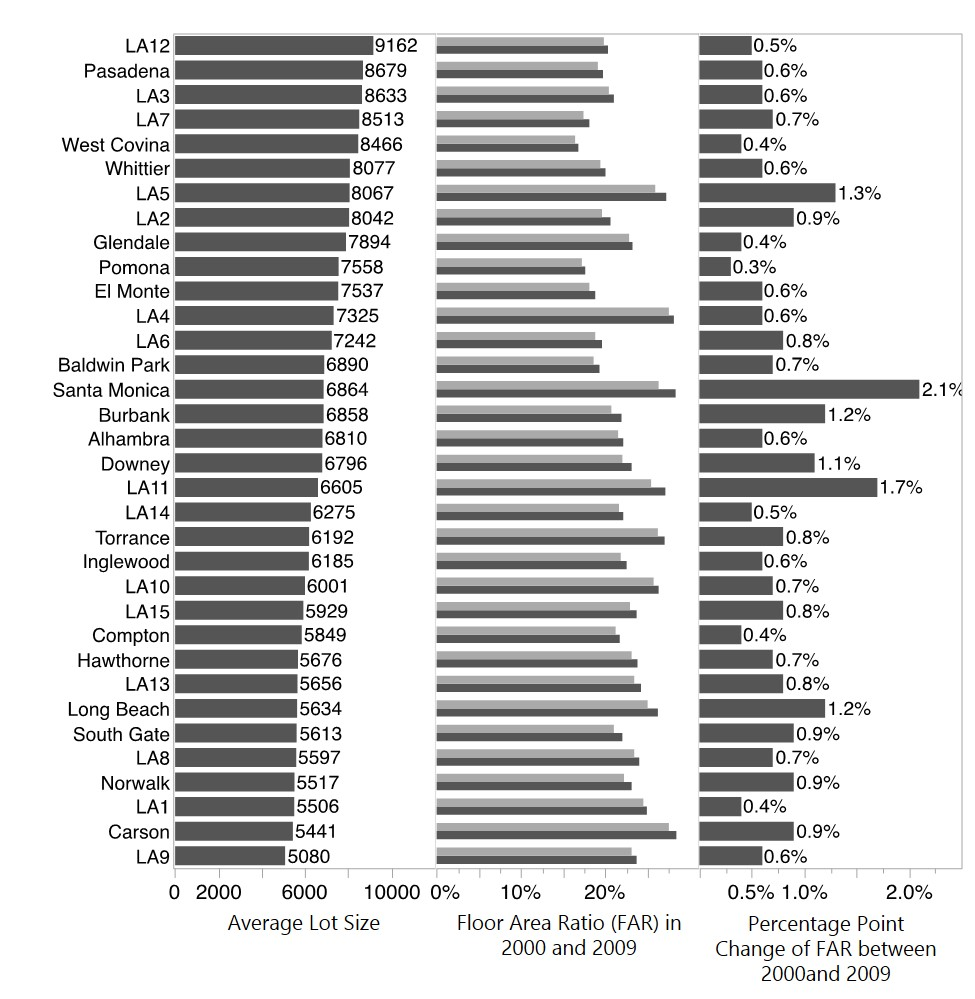 LA12 9162 0.5%
Pasadena 8679 0.6%
LA3 8633 0.6%
LA7 8513 0.7%
West Covina 8466 0.4%
Whittier 8077 0.6%
LA5 8067 1.3%
LA2 8042 0.9%
Glendale 7894 0.4%
Pomona 7558 0.3%
El Monte 7537 0.6%
LA4 7325 0.6%
LA6 7242 0.8%
Baldwin Park 6890 0.7%
Santa Monica 6864 2.1%
Burbank 6858 1.2%
Alhambra 6810 0.6%
Downey 6796 1.1%
LA11 6605 1.7%
LA14 6275 0.5%
Torrance 6192 0.8%
Inglewood 6185 0.6%
LA10 6001 0.7%
LA15 5929 0.8%
Compton 5849 0.4%
Hawthorne 5676 0.7%
LA13 5656 0.8%
Long Beach 5634 1.2%
South Gate 5613 0.9%
LA8 5597 0.7%
Norwalk 5517 0.9%
LA1 5506 0.4%
Carson 5441 0.9%
LA9 5080 0.6%
0 2000 6000 10000 0% 10% 20% 0.5% 1.0% 2.0%
Average Lot Size
Floor Area Ratio (FAR) in
2000 and 2009
Percentage Point
Change of FAR between
2000and 2009